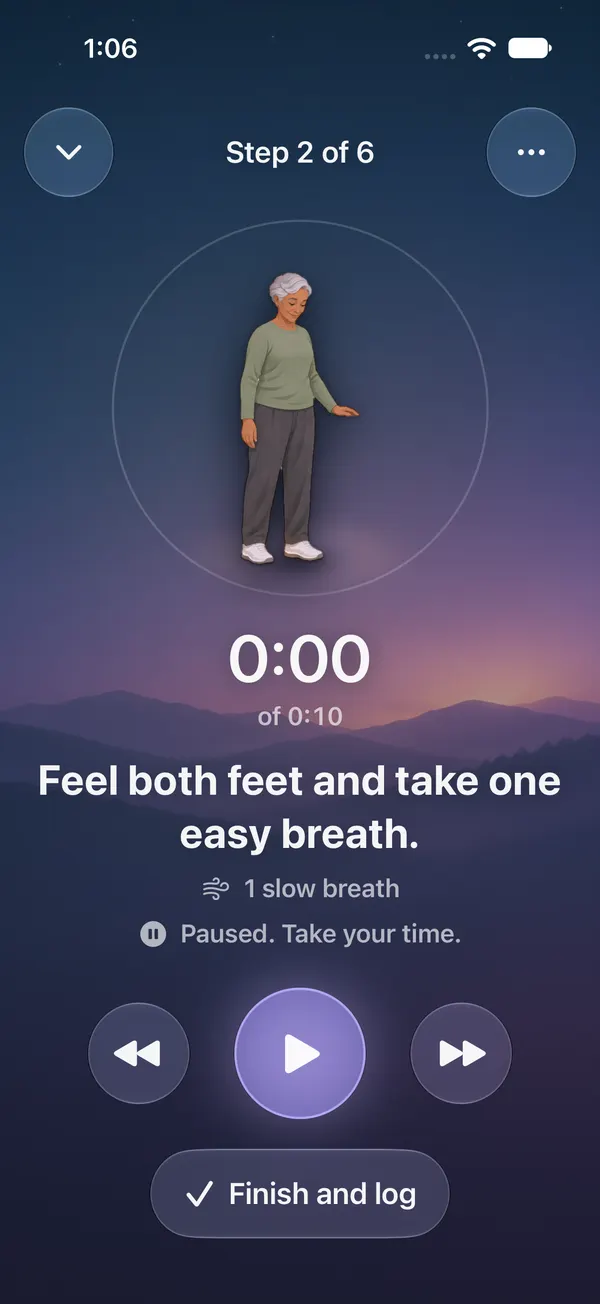 1:06
Step 2 of 6
0:00
of 0:10
Feel both feet and take one
easy breath.
1 slow breath
Paused. Take your time.
Finish and log